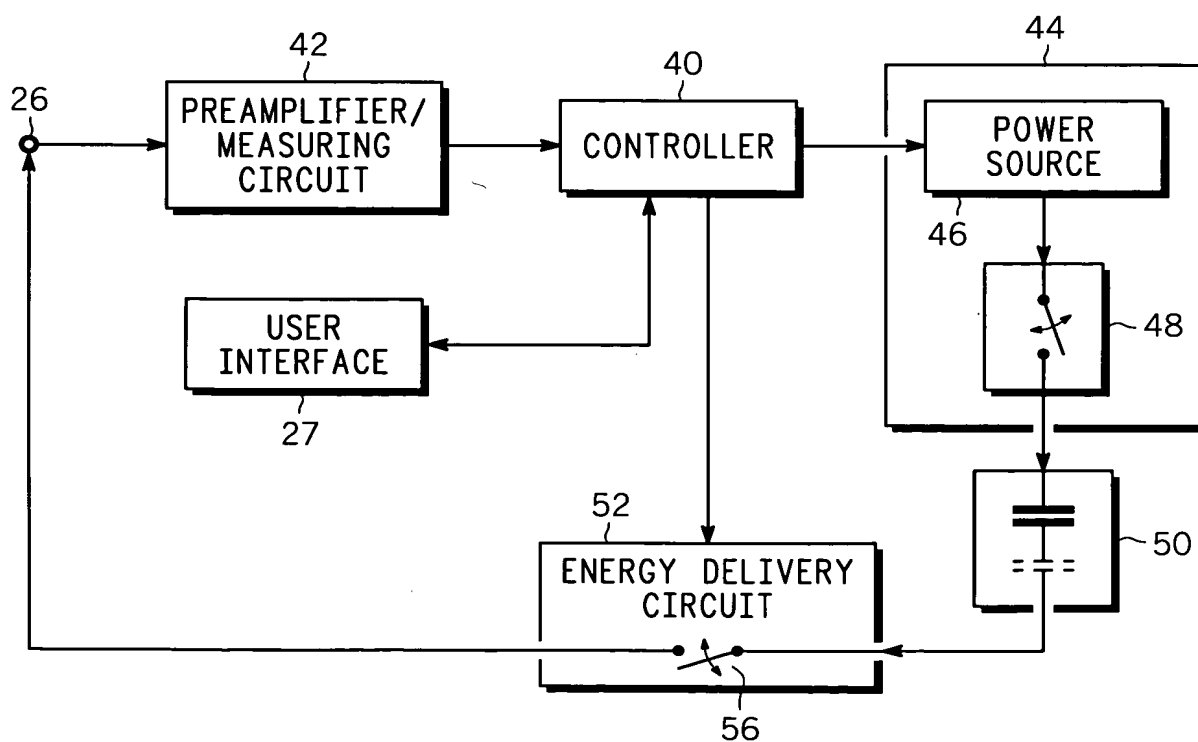 42
44
26
40
PREAMPLIFIER/
MEASURING
CIRCUIT
CONTROLLER
POWER
SOURCE
46
48
USER
INTERFACE
27
52
50
ENERGY DELIVERY
CIRCUIT
56